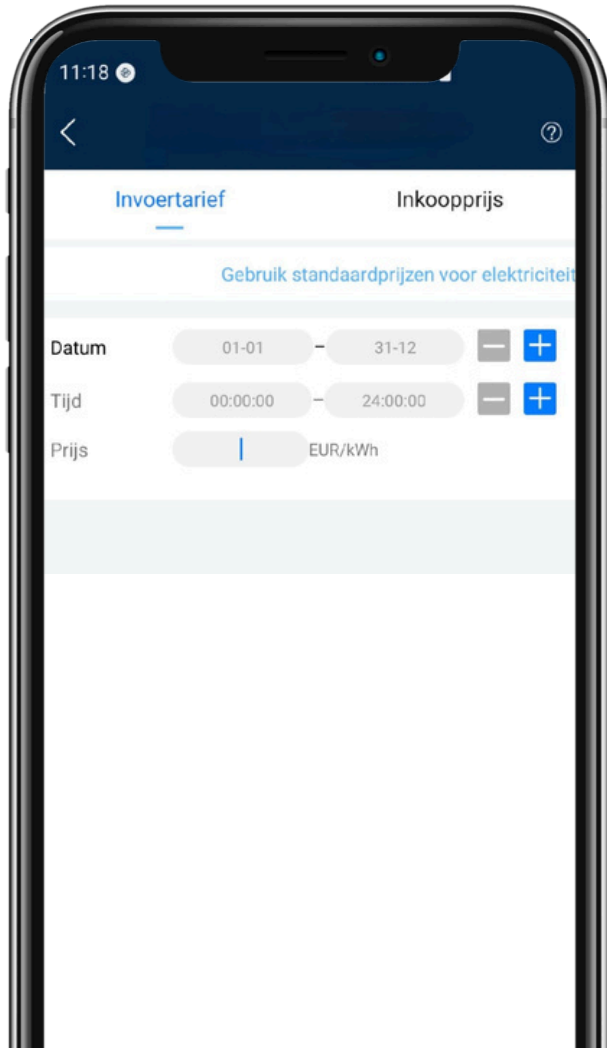 11:18
Invoertarief Inkoopprijs
Gebruik standaardprijzen voor elektriciteit
Datum 01-01 – 31-12
Tijd 00:00:00 – 24:00:00
Prijs EUR/kWh